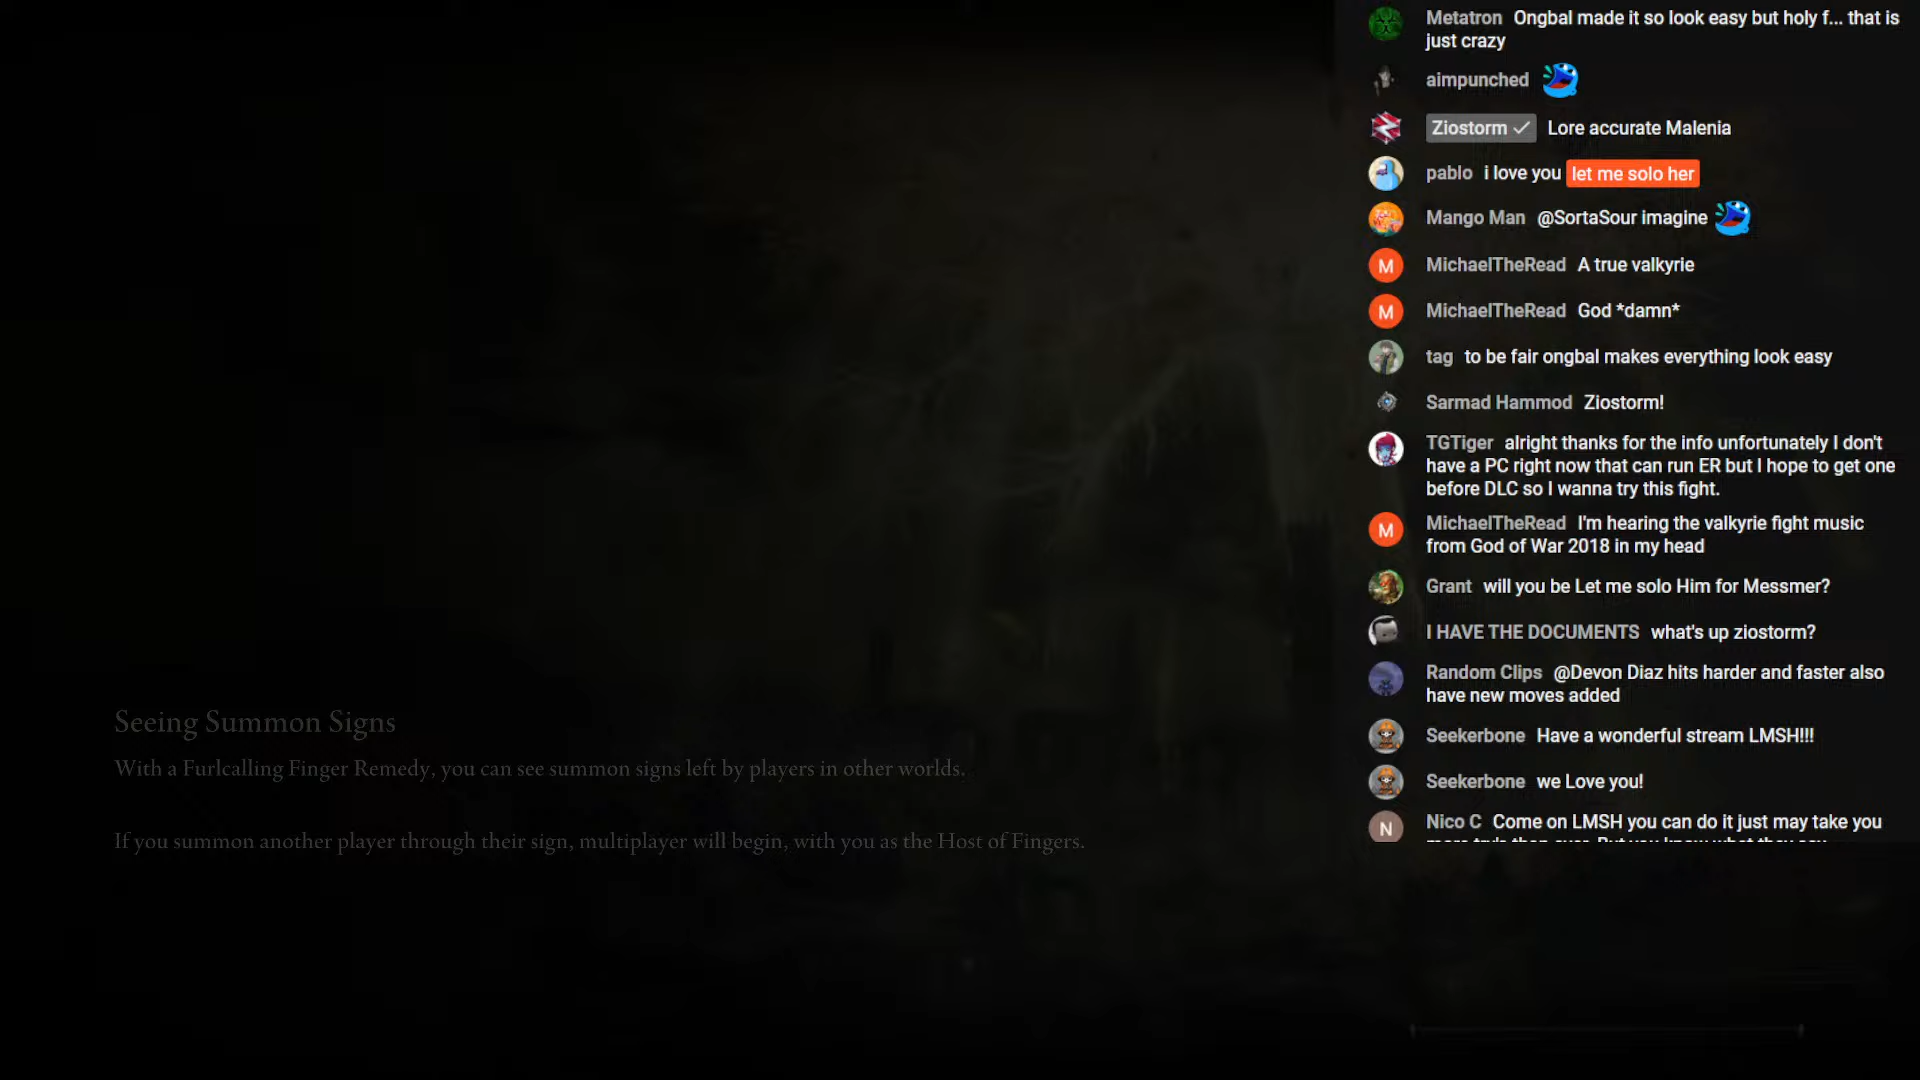 Metatron Ongbal made it so look easy but holy f... that is
just crazy
aimpunched
Ziostorm Lore accurate Malenia
pablo i love you let me solo her
Mango Man @SortaSour imagine
M MichaelTheRead A true valkyrie
M MichaelTheRead God *damn*
tag to be fair ongbal makes everything look easy
Sarmad Hammod Ziostorm!
TGTiger alright thanks for the info unfortunately I don't
have a PC right now that can run ER but I hope to get one
before DLC so I wanna try this fight.
M MichaelTheRead I'm hearing the valkyrie fight music
from God of War 2018 in my head
Grant will you be Let me solo Him for Messmer?
I HAVE THE DOCUMENTS what's up ziostorm?
Random Clips @Devon Diaz hits harder and faster also
have new moves added
Seekerbone Have a wonderful stream LMSH!!!
Seekerbone we Love you!
N Nico C Come on LMSH you can do it just may take you
Seeing Summon Signs
With a Furlcalling Finger Remedy, you can see summon signs left by players in other worlds.
If you summon another player through their sign, multiplayer will begin, with you as the Host of Fingers.